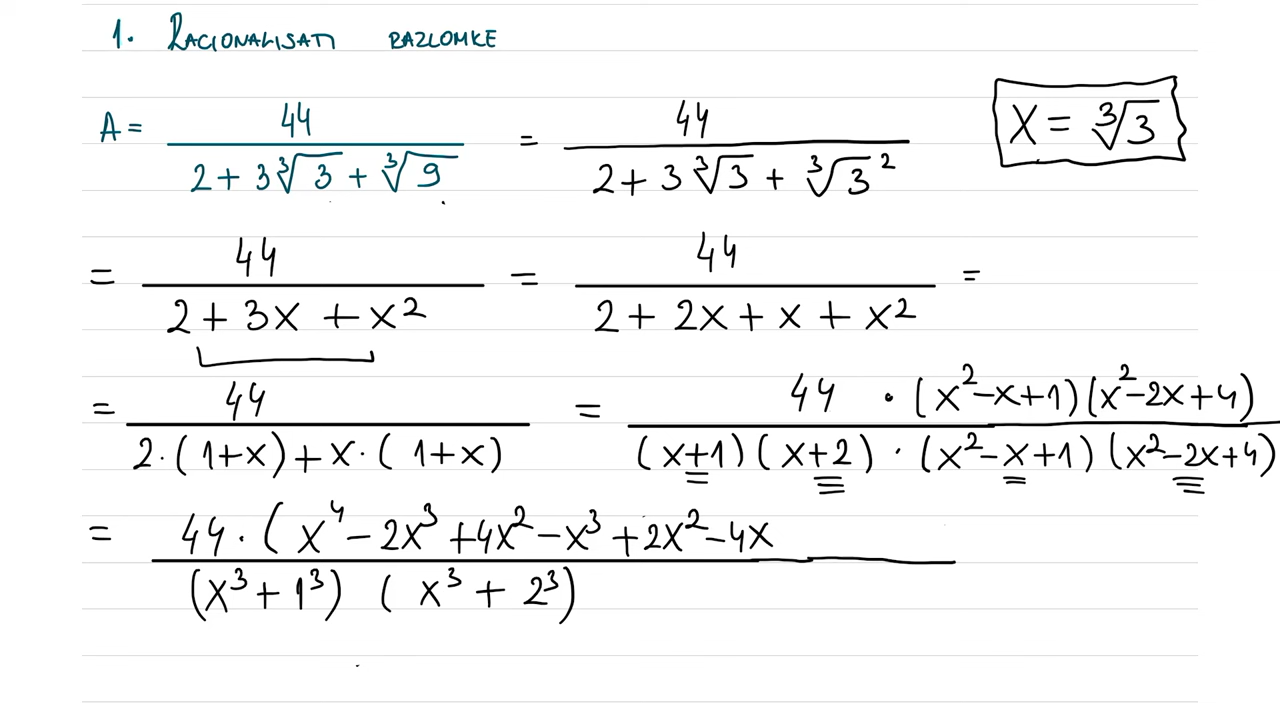 1. RACIONALISATI RAZLOMKE
A = 44 / (2 + 3∛3 + ∛9) = 44 / (2 + 3∛3 + ∛3²) X = ∛3
= 44 / (2 + 3x + x²) = 44 / (2 + 2x + x + x²) =
= 44 / (2·(1+x) + x·(1+x)) = 44 · (x²-x+1)(x²-2x+4) / (x+1)(x+2) · (x²-x+1)(x²-2x+4)
= 44·(x⁴ - 2x³ + 4x² - x³ + 2x² - 4x / (x³ + 1³) (x³ + 2³)